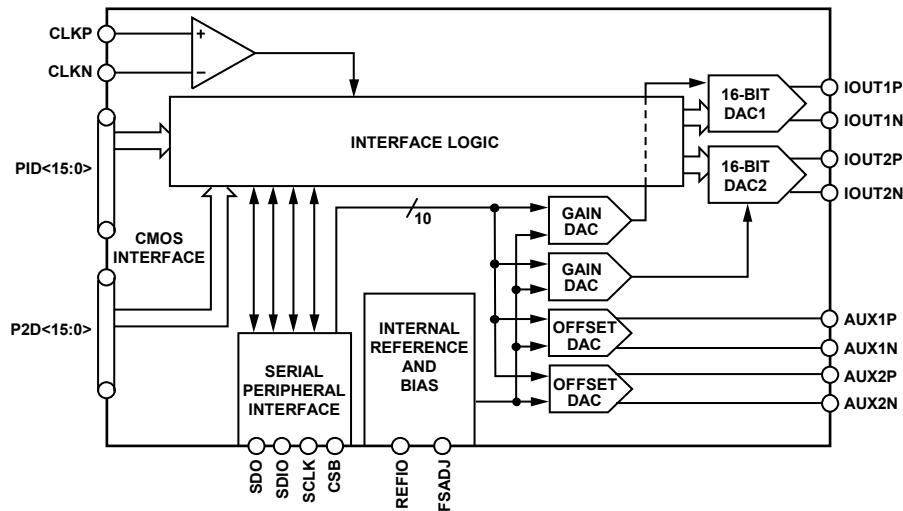 CLKP
CLKN
+
−
PID<15:0>
P2D<15:0>
CMOS
INTERFACE
INTERFACE LOGIC
16-BIT
DAC1
16-BIT
DAC2
IOUT1P
IOUT1N
IOUT2P
IOUT2N
10
GAIN
DAC
GAIN
DAC
OFFSET
DAC
OFFSET
DAC
AUX1P
AUX1N
AUX2P
AUX2N
SERIAL
PERIPHERAL
INTERFACE
INTERNAL
REFERENCE
AND
BIAS
SDO
SDIO
SCLK
CSB
REFIO
FSADJ